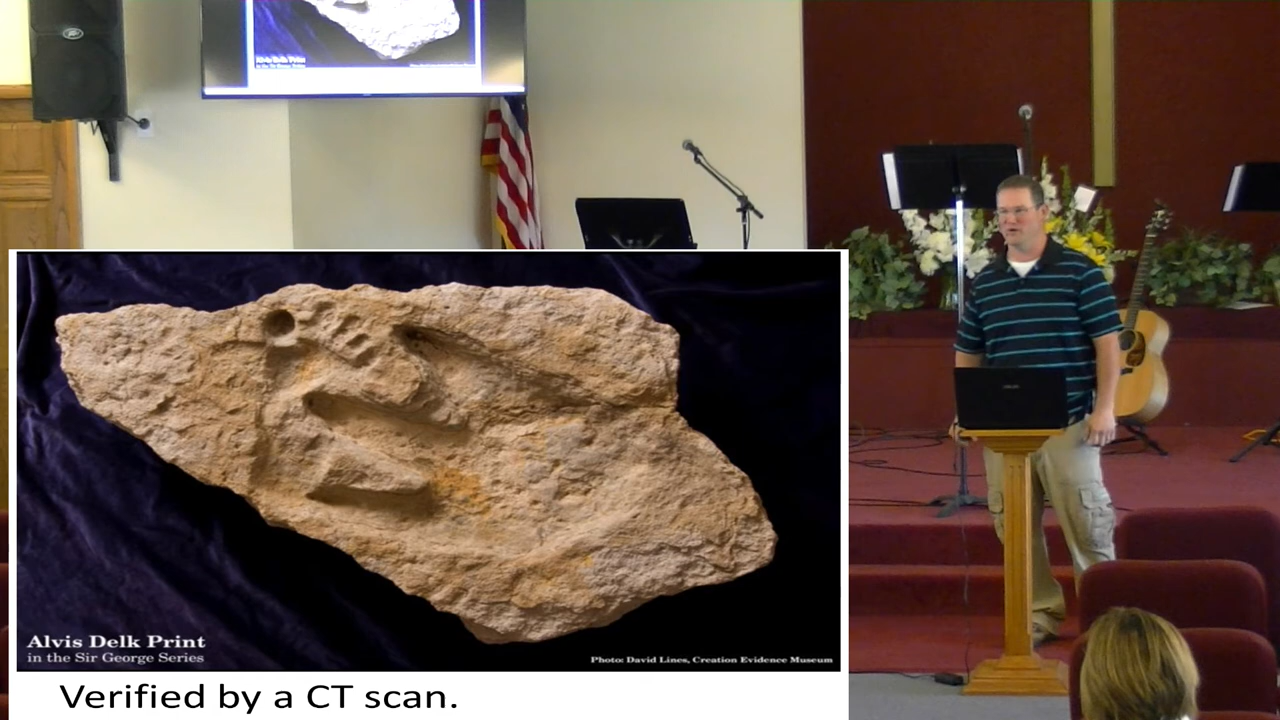 Alvis Delk Print
in the Sir George Series
Photo: David Lines, Creation Evidence Museum
Verified by a CT scan.